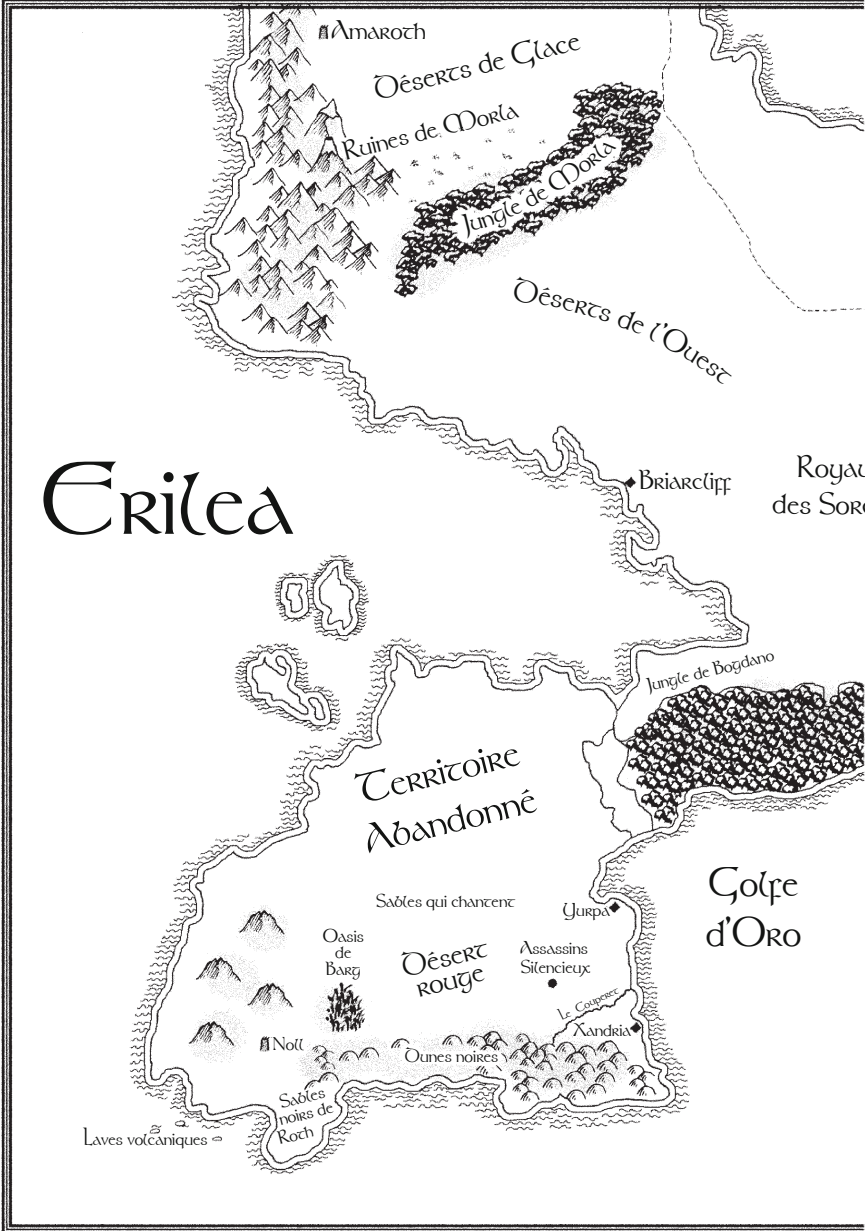 Amaroth
Déserts de Glace
Ruines de Morla
Jungle de Morla
Déserts de l'Ouest
Briarcliff
Royau
des Sorc
Erilea
Jungle de Bogdano
Territoire
Abandonné
Golfe
d'Oro
Sables qui chantent
Yurpa
Oasis
de
Barg
Désert
rouge
Assassins
Silencieux
Le Couperet
Xandria
Noll
Dunes noires
Sables
noirs de
Roth
Laves volcaniques